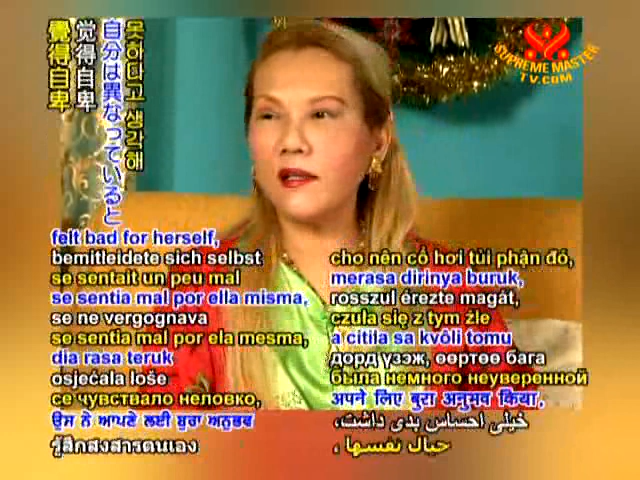 못하다고 생각해
自分は異なっていると
觉得自卑
覺得自卑
SUPREME MASTER
TV.COM
felt bad for herself,
bemitleidete sich selbst
se sentait un peu mal
se sentia mal por ella misma,
se ne vergognava
se sentia mal por ela mesma,
dia rasa teruk
osjećala loše
се чувствало неловко,
ਉਸ ਨੇ ਆਪਣੇ ਲਈ ਬੁਰਾ ਅਨੁਭਵ
รู้สึกสงสารตนเอง
cho nên cổ hơi tủi phận đó,
merasa dirinya buruk,
rosszul érezte magát,
czuła się z tym źle
a cítila sa kvôli tomu
дорд үзэж, өөртөө бага
была немного неуверенной
अपने लिए बुरा अनुभव किया,
خیلی احساس بدی داشت،
حيال نفسها ،